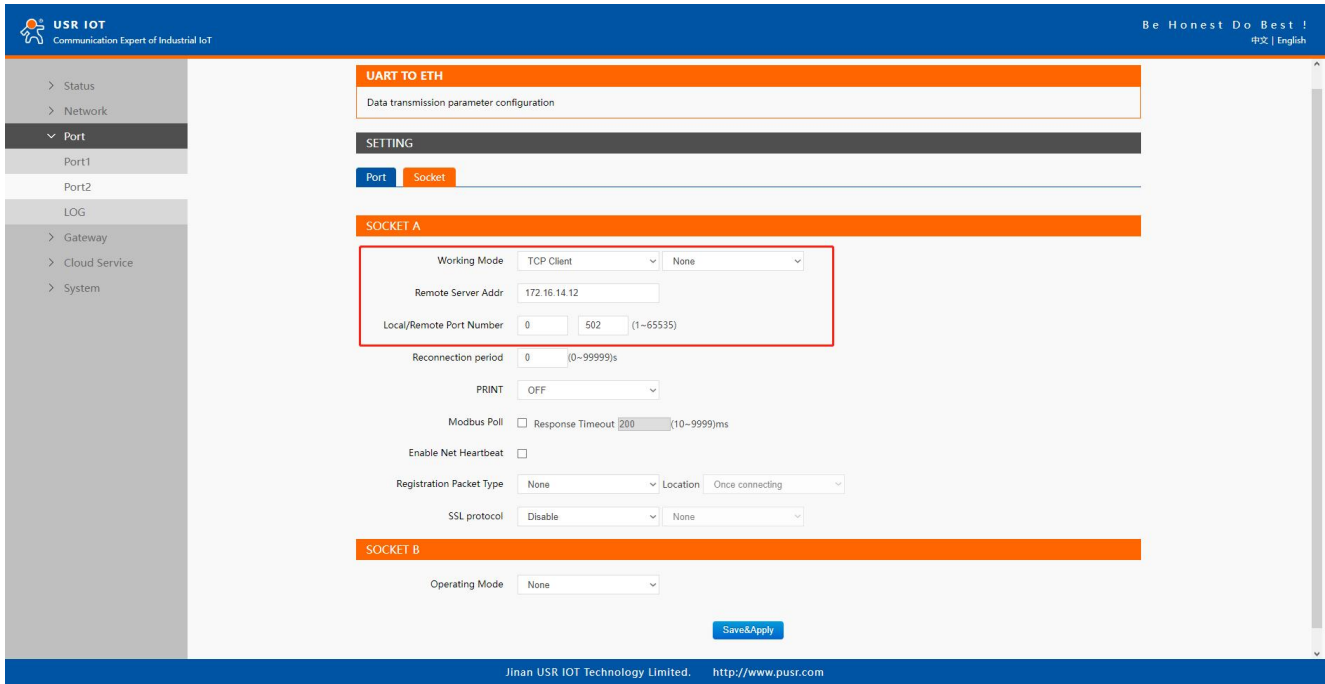 USR IOT
Communication Expert of Industrial IoT
Be Honest Do Best !
中文 | English
Status
Network
Port
Port1
Port2
LOG
Gateway
Cloud Service
System
UART TO ETH
Data transmission parameter configuration
SETTING
Port Socket
SOCKET A
Working Mode TCP Client None
Remote Server Addr 172.16.14.12
Local/Remote Port Number 0 502 (1~65535)
Reconnection period 0 (0~99999)s
PRINT OFF
Modbus Poll Response Timeout 200 (10~9999)ms
Enable Net Heartbeat
Registration Packet Type None Location Once connecting
SSL protocol Disable None
SOCKET B
Operating Mode None
Save&Apply
Jinan USR IOT Technology Limited. http://www.pusr.com